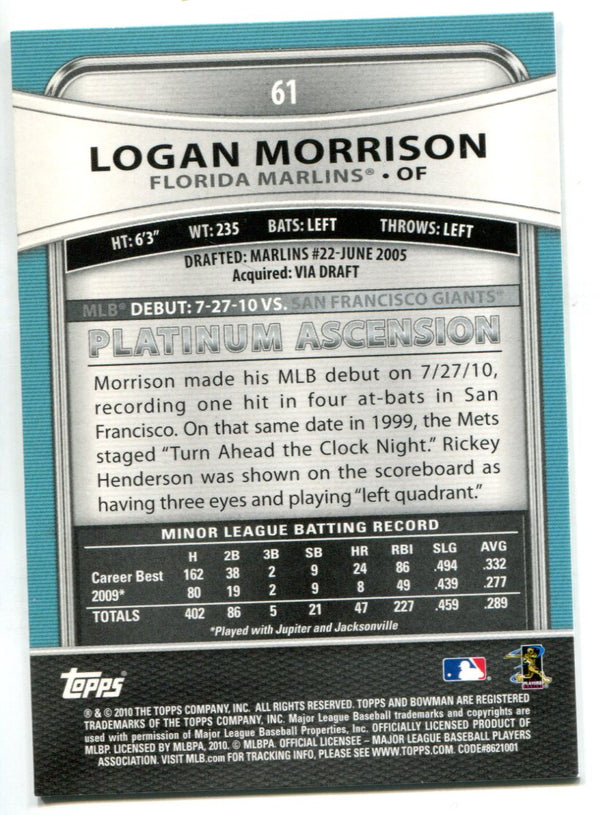 61
LOGAN MORRISON
FLORIDA MARLINS® • OF
HT: 6'3" WT: 235 BATS: LEFT THROWS: LEFT
DRAFTED: MARLINS #22-JUNE 2005
Acquired: VIA DRAFT
MLB® DEBUT: 7-27-10 VS. SAN FRANCISCO GIANTS®
PLATINUM ASCENSION
Morrison made his MLB debut on 7/27/10,
recording one hit in four at-bats in San
Francisco. On that same date in 1999, the Mets
staged "Turn Ahead the Clock Night." Rickey
Henderson was shown on the scoreboard as
having three eyes and playing "left quadrant."
MINOR LEAGUE BATTING RECORD
H 2B 3B SB HR RBI SLG AVG
Career Best 162 38 2 9 24 86 .494 .332
2009* 80 19 2 9 8 49 .439 .277
TOTALS 402 86 5 21 47 227 .459 .289
*Played with Jupiter and Jacksonville
topps
® & © 2010 THE TOPPS COMPANY, INC. ALL RIGHTS RESERVED. TOPPS AND BOWMAN ARE REGISTERED
TRADEMARKS OF THE TOPPS COMPANY, INC. Major League Baseball trademarks and copyrights are
used with permission of Major League Baseball Properties, Inc. OFFICIALLY LICENSED PRODUCT OF
MLBP. LICENSED BY MLBPA, 2010. © MLBPA. OFFICIAL LICENSEE – MAJOR LEAGUE BASEBALL PLAYERS
ASSOCIATION. VISIT MLB.com FOR TRACKING INFO. PLEASE SEE WWW.TOPPS.COM. CODE#8621001